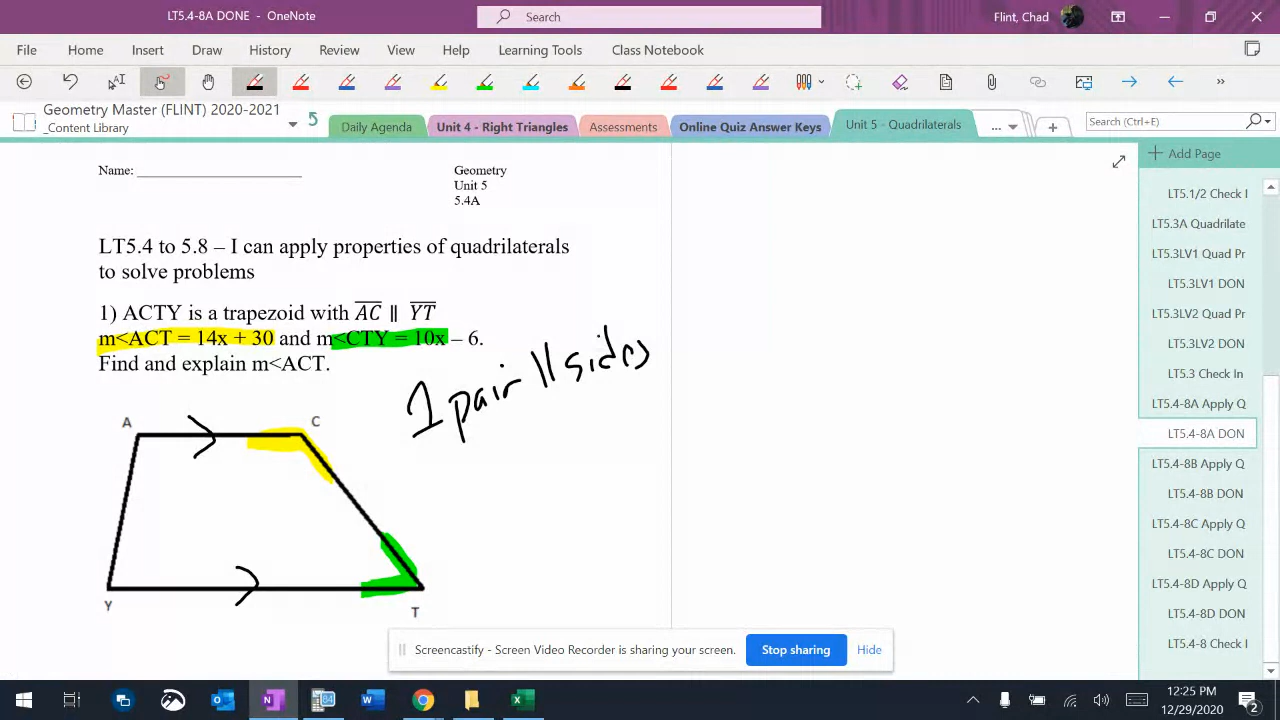 LT5.4-8A DONE - OneNote
Search
Flint, Chad
File Home Insert Draw History Review View Help Learning Tools Class Notebook
Geometry Master (FLINT) 2020-2021
_Content Library
Daily Agenda
Unit 4 - Right Triangles
Assessments
Online Quiz Answer Keys
Unit 5 - Quadrilaterals
...
Search (Ctrl+E)
Add Page
LT5.1/2 Check I
LT5.3A Quadrilate
LT5.3LV1 Quad Pr
LT5.3LV1 DON
LT5.3LV2 Quad Pr
LT5.3LV2 DON
LT5.3 Check In
LT5.4-8A Apply Q
LT5.4-8A DON
LT5.4-8B Apply Q
LT5.4-8B DON
LT5.4-8C Apply Q
LT5.4-8C DON
LT5.4-8D Apply Q
LT5.4-8D DON
LT5.4-8 Check I
Name: ____________________
Geometry
Unit 5
5.4A
LT5.4 to 5.8 – I can apply properties of quadrilaterals
to solve problems
1) ACTY is a trapezoid with A̅C̅ ∥ Y̅T̅
m<ACT = 14x + 30 and m<CTY = 10x – 6.
Find and explain m<ACT.
1 pair || sides
A
C
Y
T
Screencastify - Screen Video Recorder is sharing your screen.
Stop sharing
Hide
84
12:25 PM
12/29/2020
2